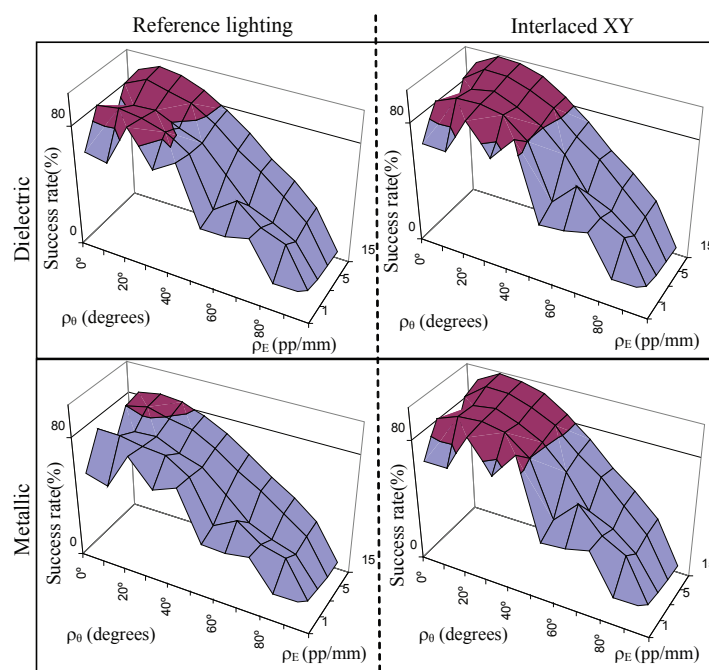 Reference lighting
Interlaced XY
Dielectric
Success rate(%)
80
0
0°
20°
40°
60°
80°
ρθ (degrees)
1
5
15
ρE (pp/mm)
Success rate(%)
80
0
0°
20°
40°
60°
80°
ρθ (degrees)
1
5
1
ρE (pp/mm)
Metallic
Success rate(%)
80
0
0°
20°
40°
60°
80°
ρθ (degrees)
1
5
15
ρE (pp/mm)
Success rate(%)
80
0
0°
20°
40°
60°
80°
ρθ (degrees)
1
5
1
ρE (pp/mm)